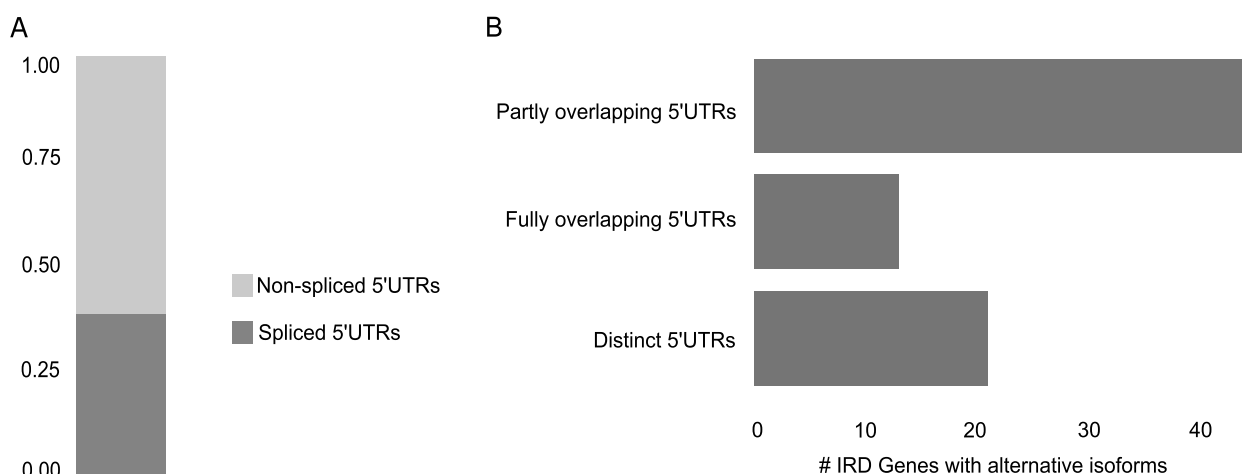 A
1.00
0.75
0.50
0.25
0.00
Non-spliced 5'UTRs
Spliced 5'UTRs
B
Partly overlapping 5'UTRs
Fully overlapping 5'UTRs
Distinct 5'UTRs
0 10 20 30 40
# IRD Genes with alternative isoforms